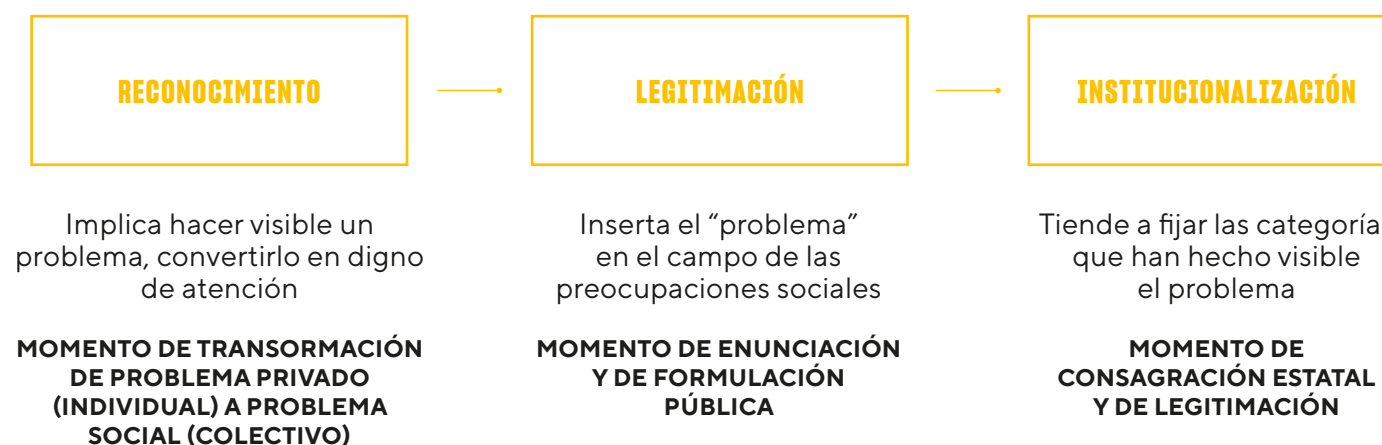 RECONOCIMIENTO
Implica hacer visible un
problema, convertirlo en digno
de atención
MOMENTO DE TRANSORMACIÓN
DE PROBLEMA PRIVADO
(INDIVIDUAL) A PROBLEMA
SOCIAL (COLECTIVO)
LEGITIMACIÓN
Inserta el “problema”
en el campo de las
preocupaciones sociales
MOMENTO DE ENUNCIACIÓN
Y DE FORMULACIÓN
PÚBLICA
INSTITUCIONALIZACIÓN
Tiende a fijar las categoría
que han hecho visible
el problema
MOMENTO DE
CONSAGRACIÓN ESTATAL
Y DE LEGITIMACIÓN